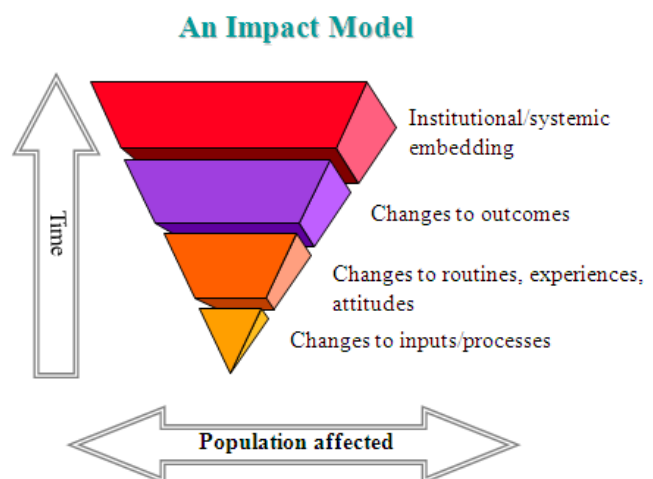 An Impact Model
Institutional/systemic
embedding
Time
Changes to outcomes
Changes to routines, experiences,
attitudes
Changes to inputs/processes
Population affected